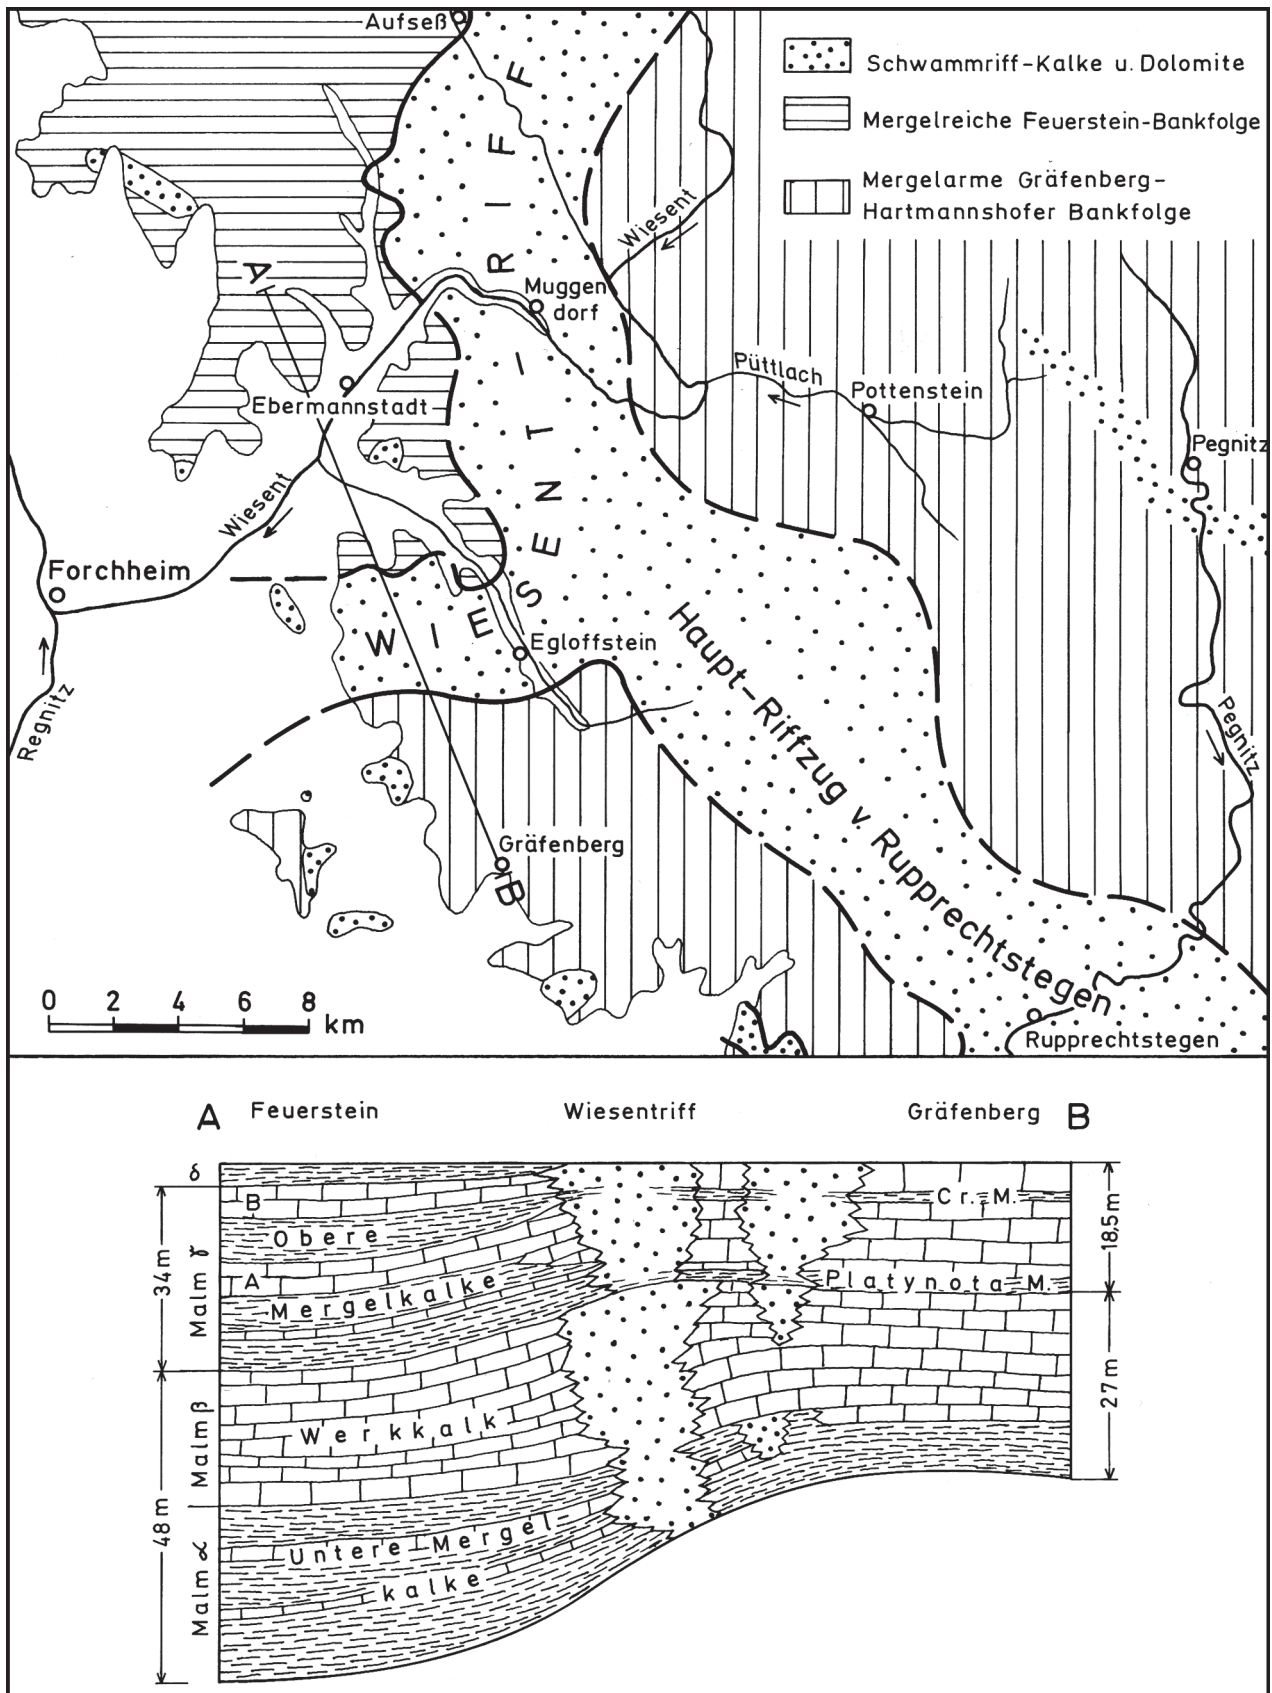 Aufseß
Schwammriff-Kalke u. Dolomite
Mergelreiche Feuerstein-Bankfolge
Mergelarme Gräfenberg-
Hartmannshofer Bankfolge
WIESENT-RIFF
Wiesent
A
Muggen
dorf
Püttlach
Pottenstein
Ebermannstadt
Pegnitz
Wiesent
Forchheim
Egloffstein
Haupt-Riffzug v. Rupprechtstegen
Regnitz
Pegnitz
Gräfenberg
B
0 2 4 6 8 km
Rupprechtstegen
A Feuerstein Wiesentriff Gräfenberg B
δ
B
Cr. M.
Obere
18,5m
34m
Malm γ
A
Mergelkalke
Platynota M.
Malm β
Werkkalk
27m
48m
Malm α
Untere Mergel
kalke